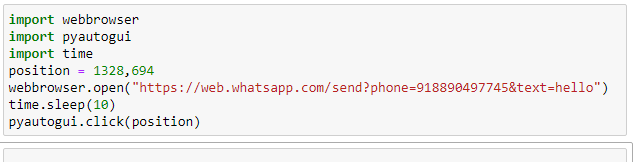 import webbrowser
import pyautogui
import time
position = 1328,694
webbrowser.open("https://web.whatsapp.com/send?phone=918890497745&text=hello")
time.sleep(10)
pyautogui.click(position)